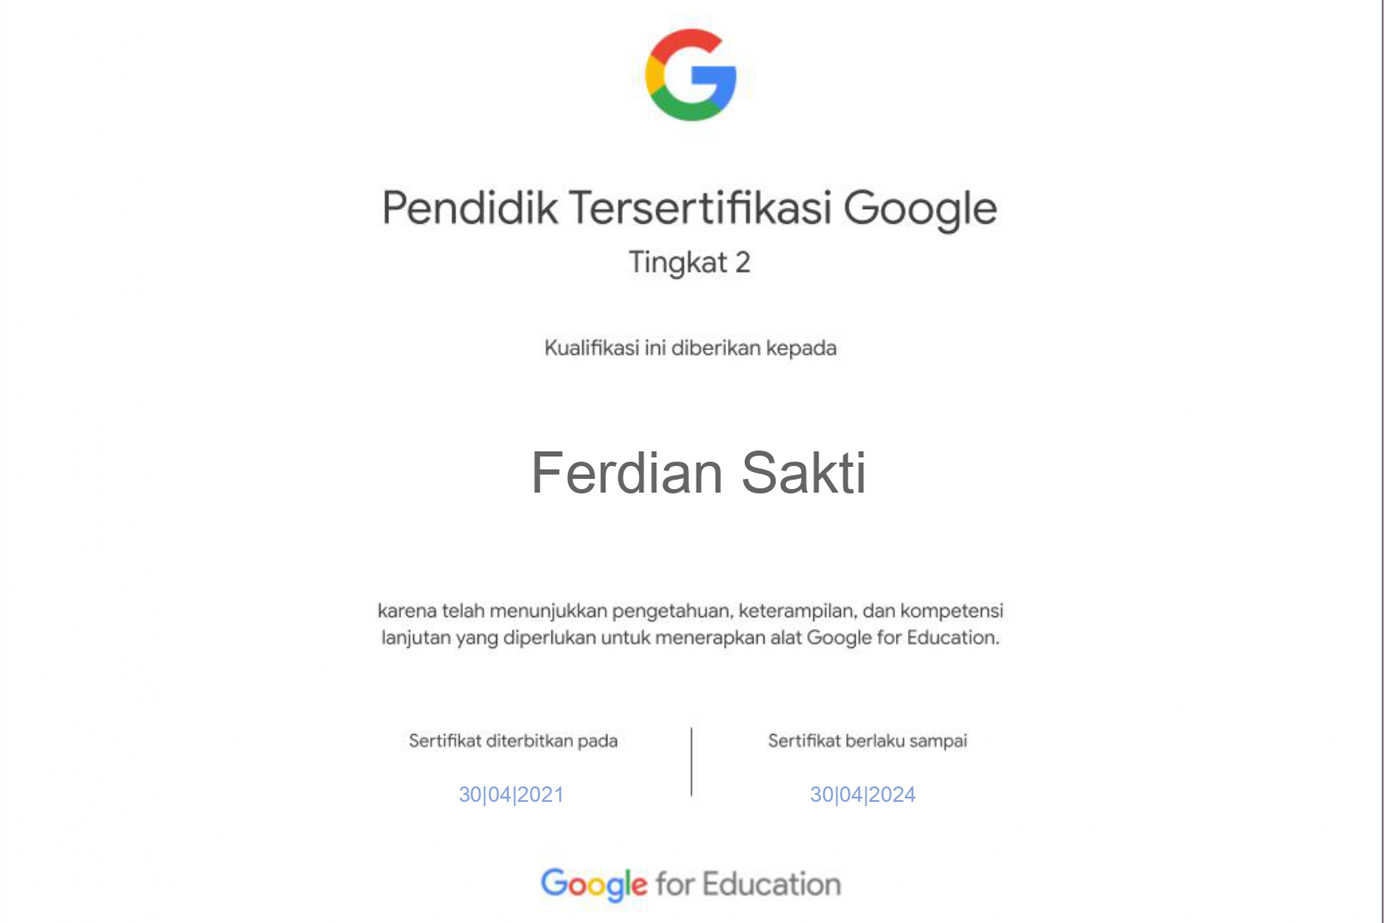 Pendidik Tersertifikasi Google
Tingkat 2
Kualifikasi ini diberikan kepada
Ferdian Sakti
karena telah menunjukkan pengetahuan, keterampilan, dan kompetensi
lanjutan yang diperlukan untuk menerapkan alat Google for Education.
Sertifikat diterbitkan pada
30|04|2021
Sertifikat berlaku sampai
30|04|2024
Google for Education